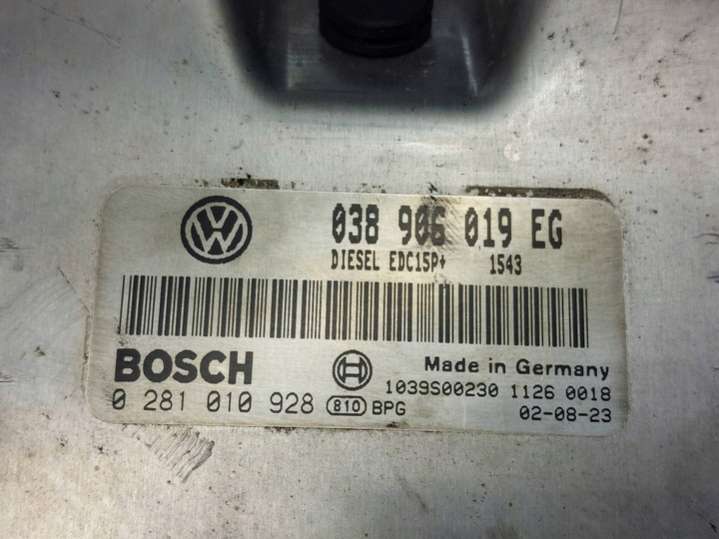 038 906 019 EG
DIESEL EDC15P+ 1543
BOSCH
Made in Germany
1039S00230 1126 0018
0 281 010 928 810 BPG
02-08-23